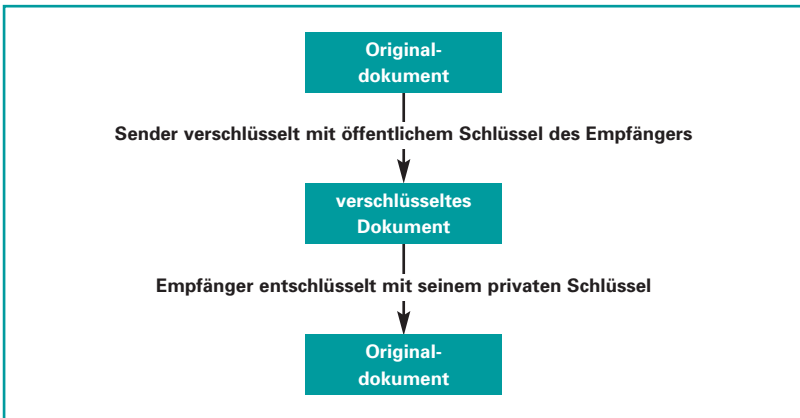 Original-
dokument
Sender verschlüsselt mit öffentlichem Schlüssel des Empfängers
verschlüsseltes
Dokument
Empfänger entschlüsselt mit seinem privaten Schlüssel
Original-
dokument